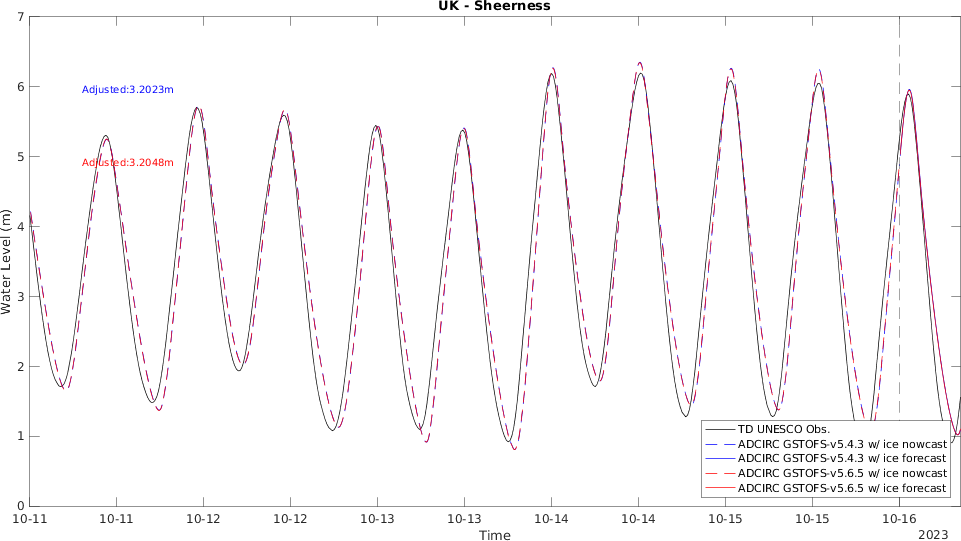 UK - Sheerness
7
6
5
4
3
2
1
0
Water Level (m)
Adjusted:3.2023m
Adjusted:3.2048m
TD UNESCO Obs.
ADCIRC GSTOFS-v5.4.3 w/ ice nowcast
ADCIRC GSTOFS-v5.4.3 w/ ice forecast
ADCIRC GSTOFS-v5.6.5 w/ ice nowcast
ADCIRC GSTOFS-v5.6.5 w/ ice forecast
10-11 10-11 10-12 10-12 10-13 10-13 10-14 10-14 10-15 10-15 10-16
Time
2023